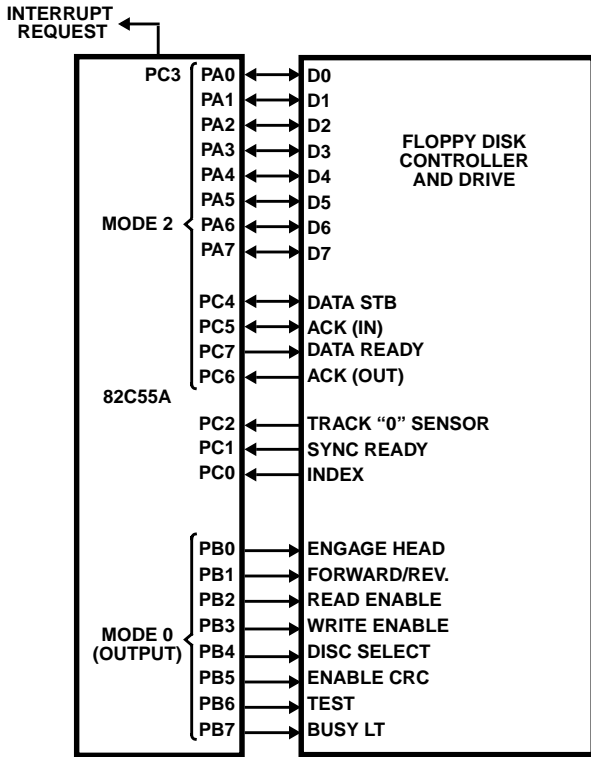 INTERRUPT
REQUEST
PC3 PA0 D0
PA1 D1
PA2 D2
PA3 D3
PA4 D4
PA5 D5
PA6 D6
PA7 D7
FLOPPY DISK
CONTROLLER
AND DRIVE
MODE 2
PC4 DATA STB
PC5 ACK (IN)
PC7 DATA READY
PC6 ACK (OUT)
82C55A
PC2 TRACK “0” SENSOR
PC1 SYNC READY
PC0 INDEX
PB0 ENGAGE HEAD
PB1 FORWARD/REV.
PB2 READ ENABLE
PB3 WRITE ENABLE
PB4 DISC SELECT
PB5 ENABLE CRC
PB6 TEST
PB7 BUSY LT
MODE 0
(OUTPUT)